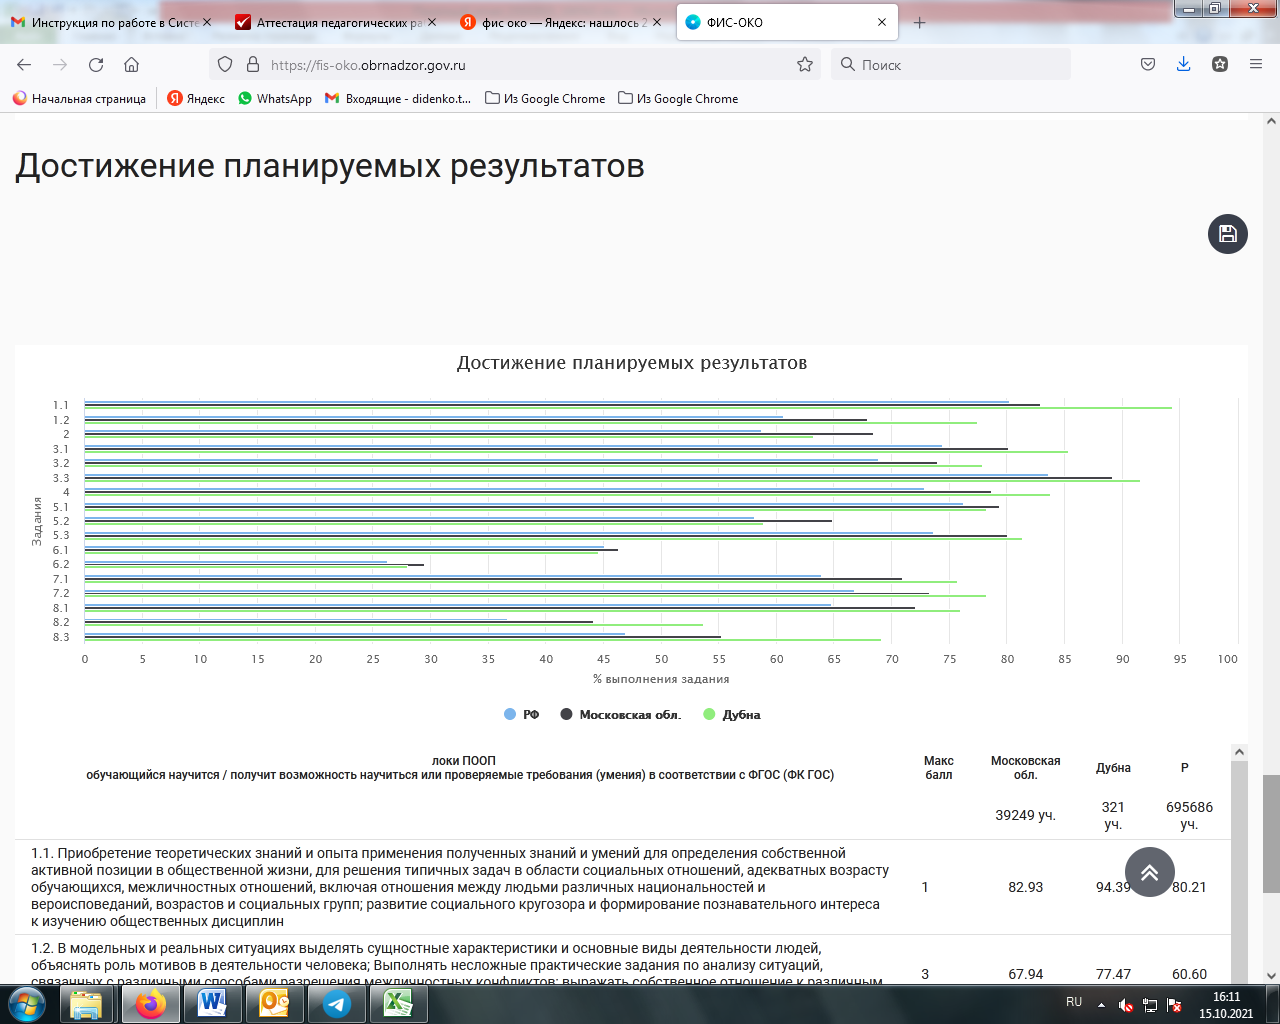 Инструкция по работе в Систе
Аттестация педагогических ра
фис око — Яндекс: нашлось 2
ФИС-ОКО
https://fis-oko.obrnadzor.gov.ru
Поиск
Начальная страница
Яндекс
WhatsApp
Входящие - didenko.t...
Из Google Chrome
Из Google Chrome
Достижение планируемых результатов
Достижение планируемых результатов
Задания
1.1
1.2
2
3.1
3.2
3.3
4
5.1
5.2
5.3
6.1
6.2
7.1
7.2
8.1
8.2
8.3
0 5 10 15 20 25 30 35 40 45 50 55 60 65 70 75 80 85 90 95 100
% выполнения задания
РФ Московская обл. Дубна
локи ПООП
обучающийся научится / получит возможность научиться или проверяемые требования (умения) в соответствии с ФГОС (ФК ГОС)
Макс
балл
Московская
обл.
Дубна
Р
39249 уч.
321
уч.
695686
уч.
1.1. Приобретение теоретических знаний и опыта применения полученных знаний и умений для определения собственной
активной позиции в общественной жизни, для решения типичных задач в области социальных отношений, адекватных возрасту
обучающихся, межличностных отношений, включая отношения между людьми различных национальностей и
вероисповеданий, возрастов и социальных групп; развитие социального кругозора и формирование познавательного интереса
к изучению общественных дисциплин
1 82.93 94.39 80.21
1.2. В модельных и реальных ситуациях выделять сущностные характеристики и основные виды деятельности людей,
объяснять роль мотивов в деятельности человека; Выполнять несложные практические задания по анализу ситуаций,
связанных с различными способами разрешения межличностных конфликтов; выражать собственное отношение к различным
3 67.94 77.47 60.60
RU
16:11
15.10.2021